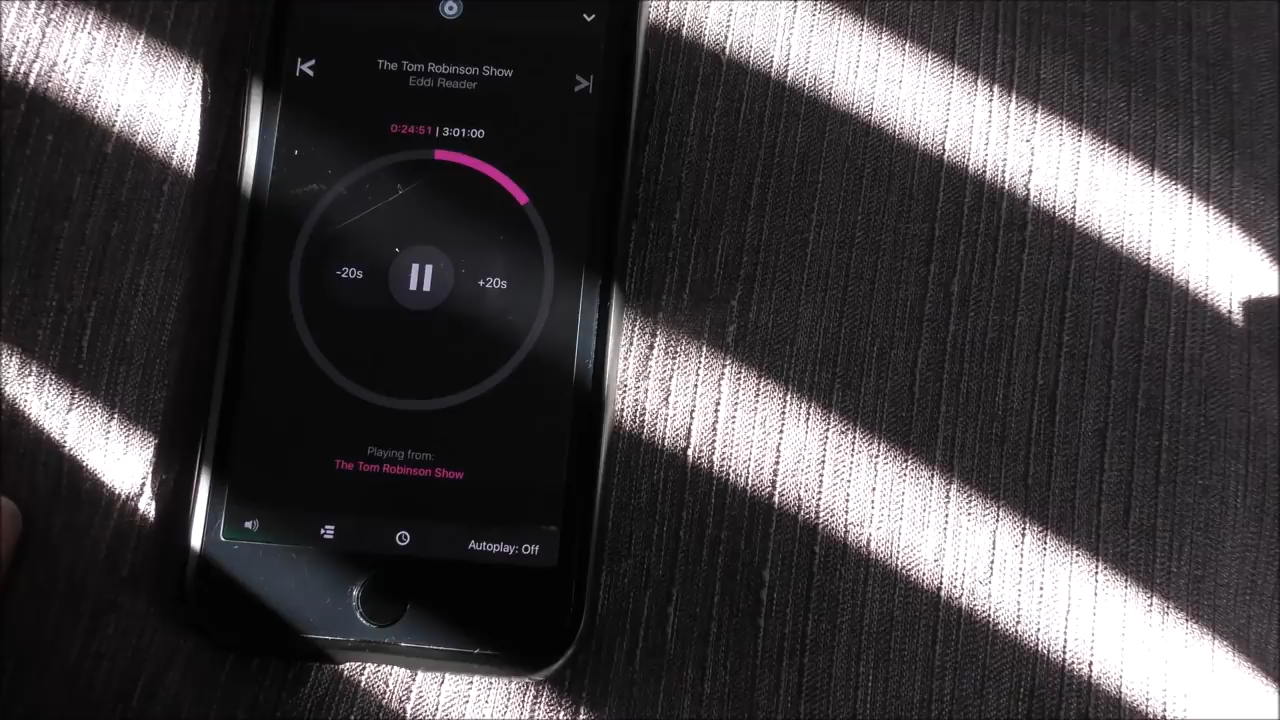 The Tom Robinson Show
Eddi Reader
0:24:51 | 3:01:00
-20s
+20s
Playing from:
The Tom Robinson Show
Autoplay: Off